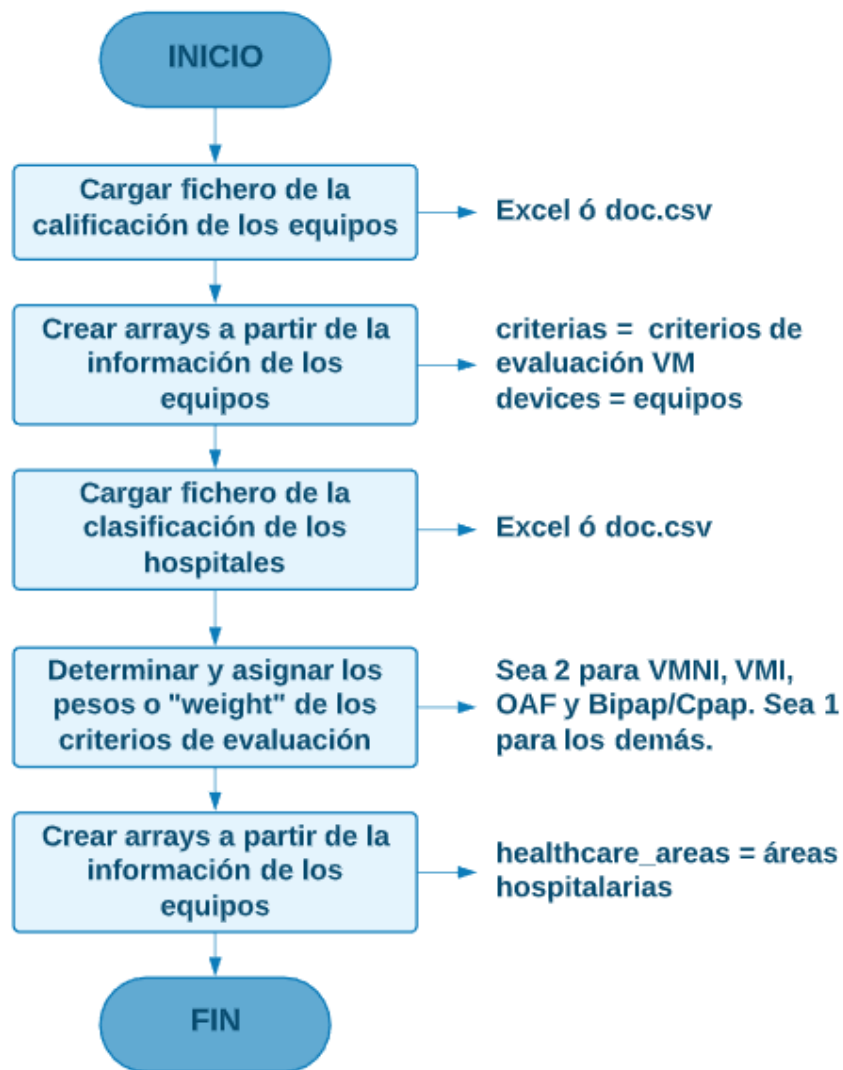 INICIO
Cargar fichero de la
calificación de los equipos
Excel ó doc.csv
Crear arrays a partir de la
información de los
equipos
criterias =  criterios de
evaluación VM
devices = equipos
Cargar fichero de la
clasificación de los
hospitales
Excel ó doc.csv
Determinar y asignar los
pesos o "weight" de los
criterios de evaluación
Sea 2 para VMNI, VMI,
OAF y Bipap/Cpap. Sea 1
para los demás.
Crear arrays a partir de la
información de los
equipos
healthcare_areas = áreas
hospitalarias
FIN